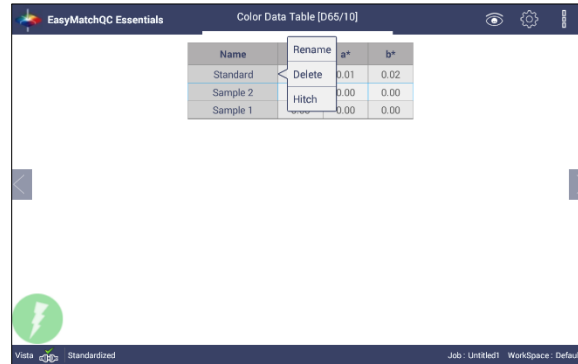 EasyMatchQC Essentials
Color Data Table [D65/10]
Name a* b*
Rename
Standard 0.01 0.02
Delete
Sample 2 0.00 0.00
Hitch
Sample 1 0.00 0.00
Vista Standardized Job : Untitled1 WorkSpace : Defau